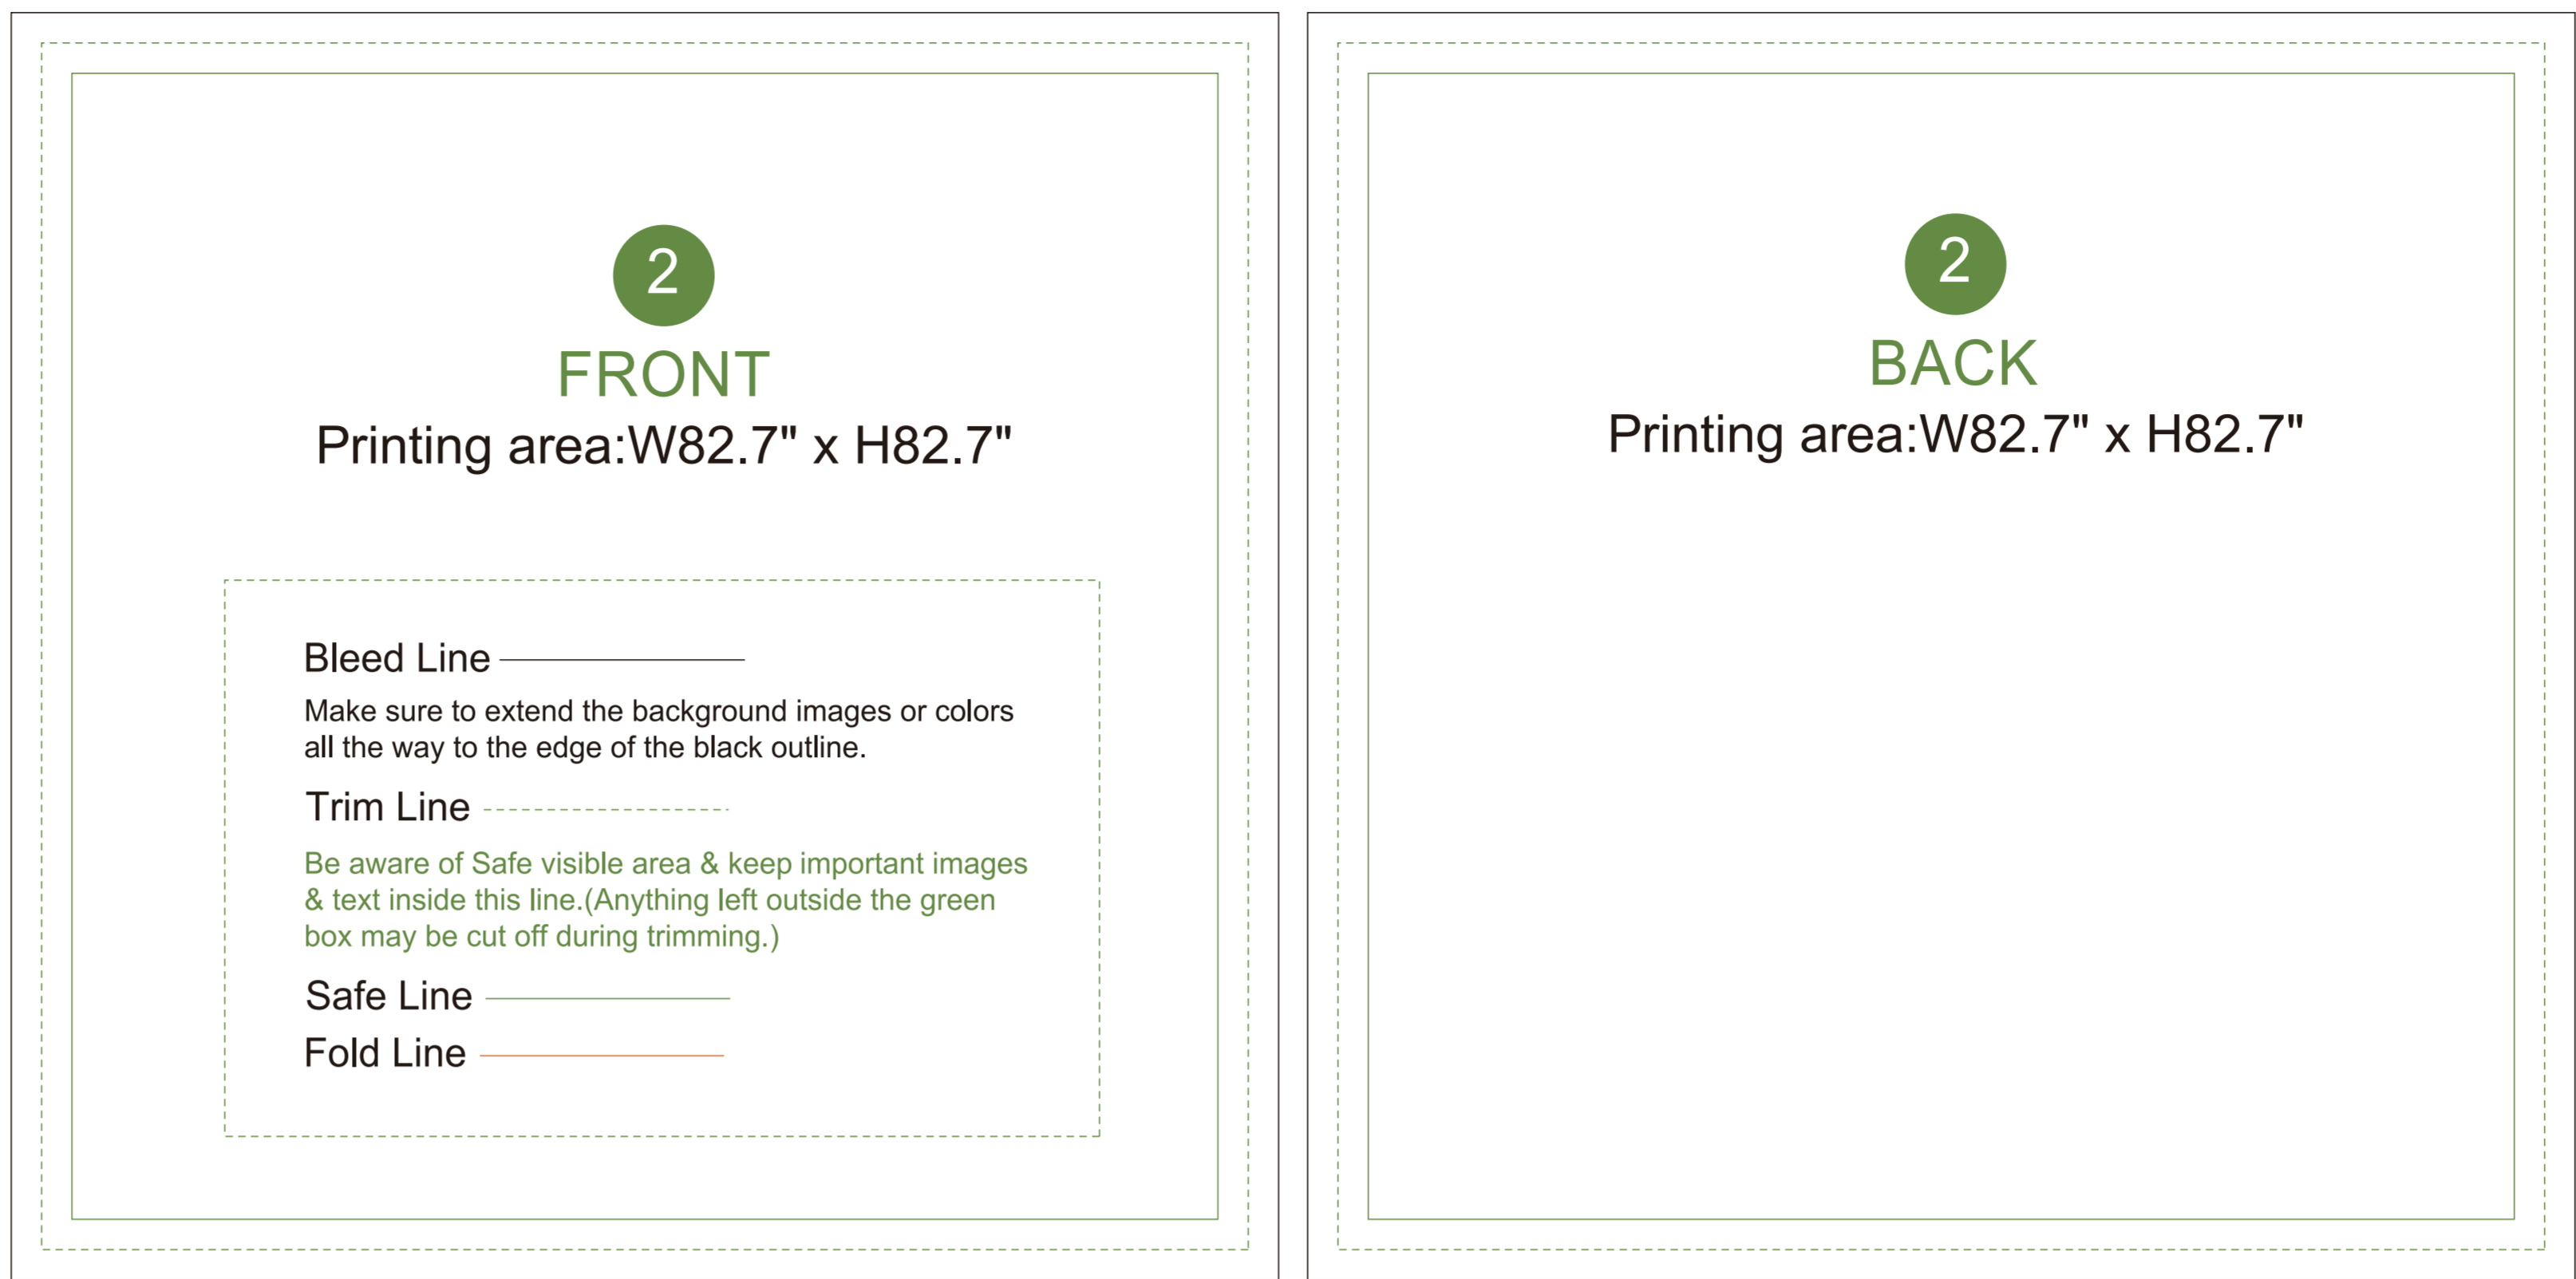 2
FRONT
Printing area:W82.7" x H82.7"
Bleed Line
Make sure to extend the background images or colors
all the way to the edge of the black outline.
Trim Line
Be aware of Safe visible area & keep important images
& text inside this line.(Anything left outside the green
box may be cut off during trimming.)
Safe Line
Fold Line
2
BACK
Printing area:W82.7" x H82.7"